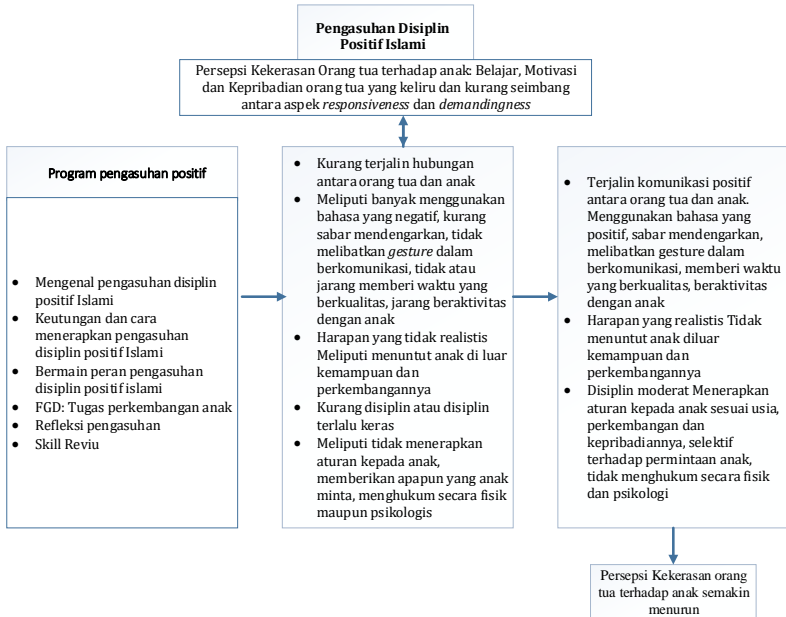 Pengasuhan Disiplin
Positif Islami
Persepsi Kekerasan Orang tua terhadap anak: Belajar, Motivasi
dan Kepribadian orang tua yang keliru dan kurang seimbang
antara aspek responsiveness dan demandingness
Program pengasuhan positif
• Mengenal pengasuhan disiplin
positif Islami
• Keutungan dan cara
menerapkan pengasuhan
disiplin positif Islami
• Bermain peran pengasuhan
disiplin positif islami
• FGD: Tugas perkembangan anak
• Refleksi pengasuhan
• Skill Reviu
• Kurang terjalin hubungan
antara orang tua dan anak
• Meliputi banyak menggunakan
bahasa yang negatif, kurang
sabar mendengarkan, tidak
melibatkan gesture dalam
berkomunikasi, tidak atau
jarang memberi waktu yang
berkualitas, jarang beraktivitas
dengan anak
• Harapan yang tidak realistis
Meliputi menuntut anak di luar
kemampuan dan
perkembangannya
• Kurang disiplin atau disiplin
terlalu keras
• Meliputi tidak menerapkan
aturan kepada anak,
memberikan apapun yang anak
minta, menghukum secara fisik
maupun psikologis
• Terjalin komunikasi positif
antara orang tua dan anak.
Menggunakan bahasa yang
positif, sabar mendengarkan,
melibatkan gesture dalam
berkomunikasi, memberi waktu
yang berkualitas, beraktivitas
dengan anak
• Harapan yang realistis Tidak
menuntut anak diluar
kemampuan dan
perkembangannya
• Disiplin moderat Menerapkan
aturan kepada anak sesuai usia,
perkembangan dan
kepribadiannya, selektif
terhadap permintaan anak,
tidak menghukum secara fisik
dan psikologi
Persepsi Kekerasan orang
tua terhadap anak semakin
menurun